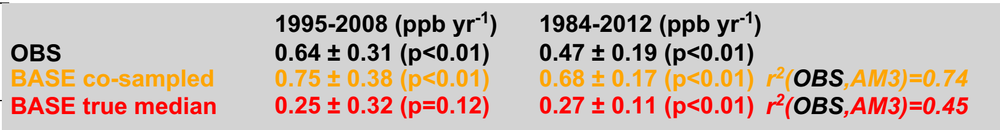 1995-2008 (ppb yr⁻¹) 1984-2012 (ppb yr⁻¹)
OBS 0.64 ± 0.31 (p<0.01) 0.47 ± 0.19 (p<0.01)
BASE co-sampled 0.75 ± 0.38 (p<0.01) 0.68 ± 0.17 (p<0.01) r²(OBS,AM3)=0.74
BASE true median 0.25 ± 0.32 (p=0.12) 0.27 ± 0.11 (p<0.01) r²(OBS,AM3)=0.45